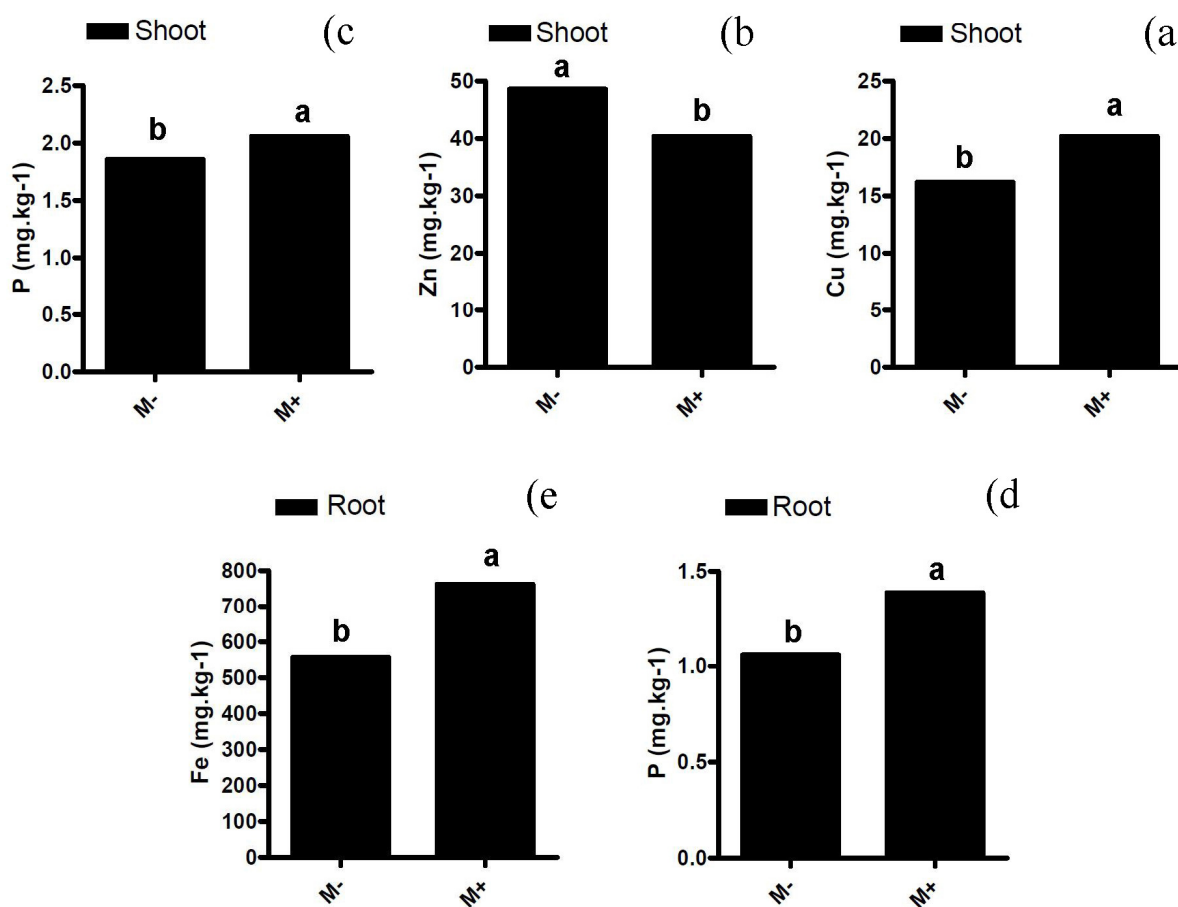 Shoot (c
2.5
2.0
1.5
1.0
0.5
0.0
P (mg.kg-1)
b
a
M-
M+
Shoot (b
50
40
30
20
10
0
Zn (mg.kg-1)
a
b
M-
M+
Shoot (a
25
20
15
10
5
0
Cu (mg.kg-1)
b
a
M-
M+
Root (e
800
700
600
500
400
300
200
100
0
Fe (mg.kg-1)
b
a
M-
M+
Root (d
1.5
1.0
0.5
0.0
P (mg.kg-1)
b
a
M-
M+